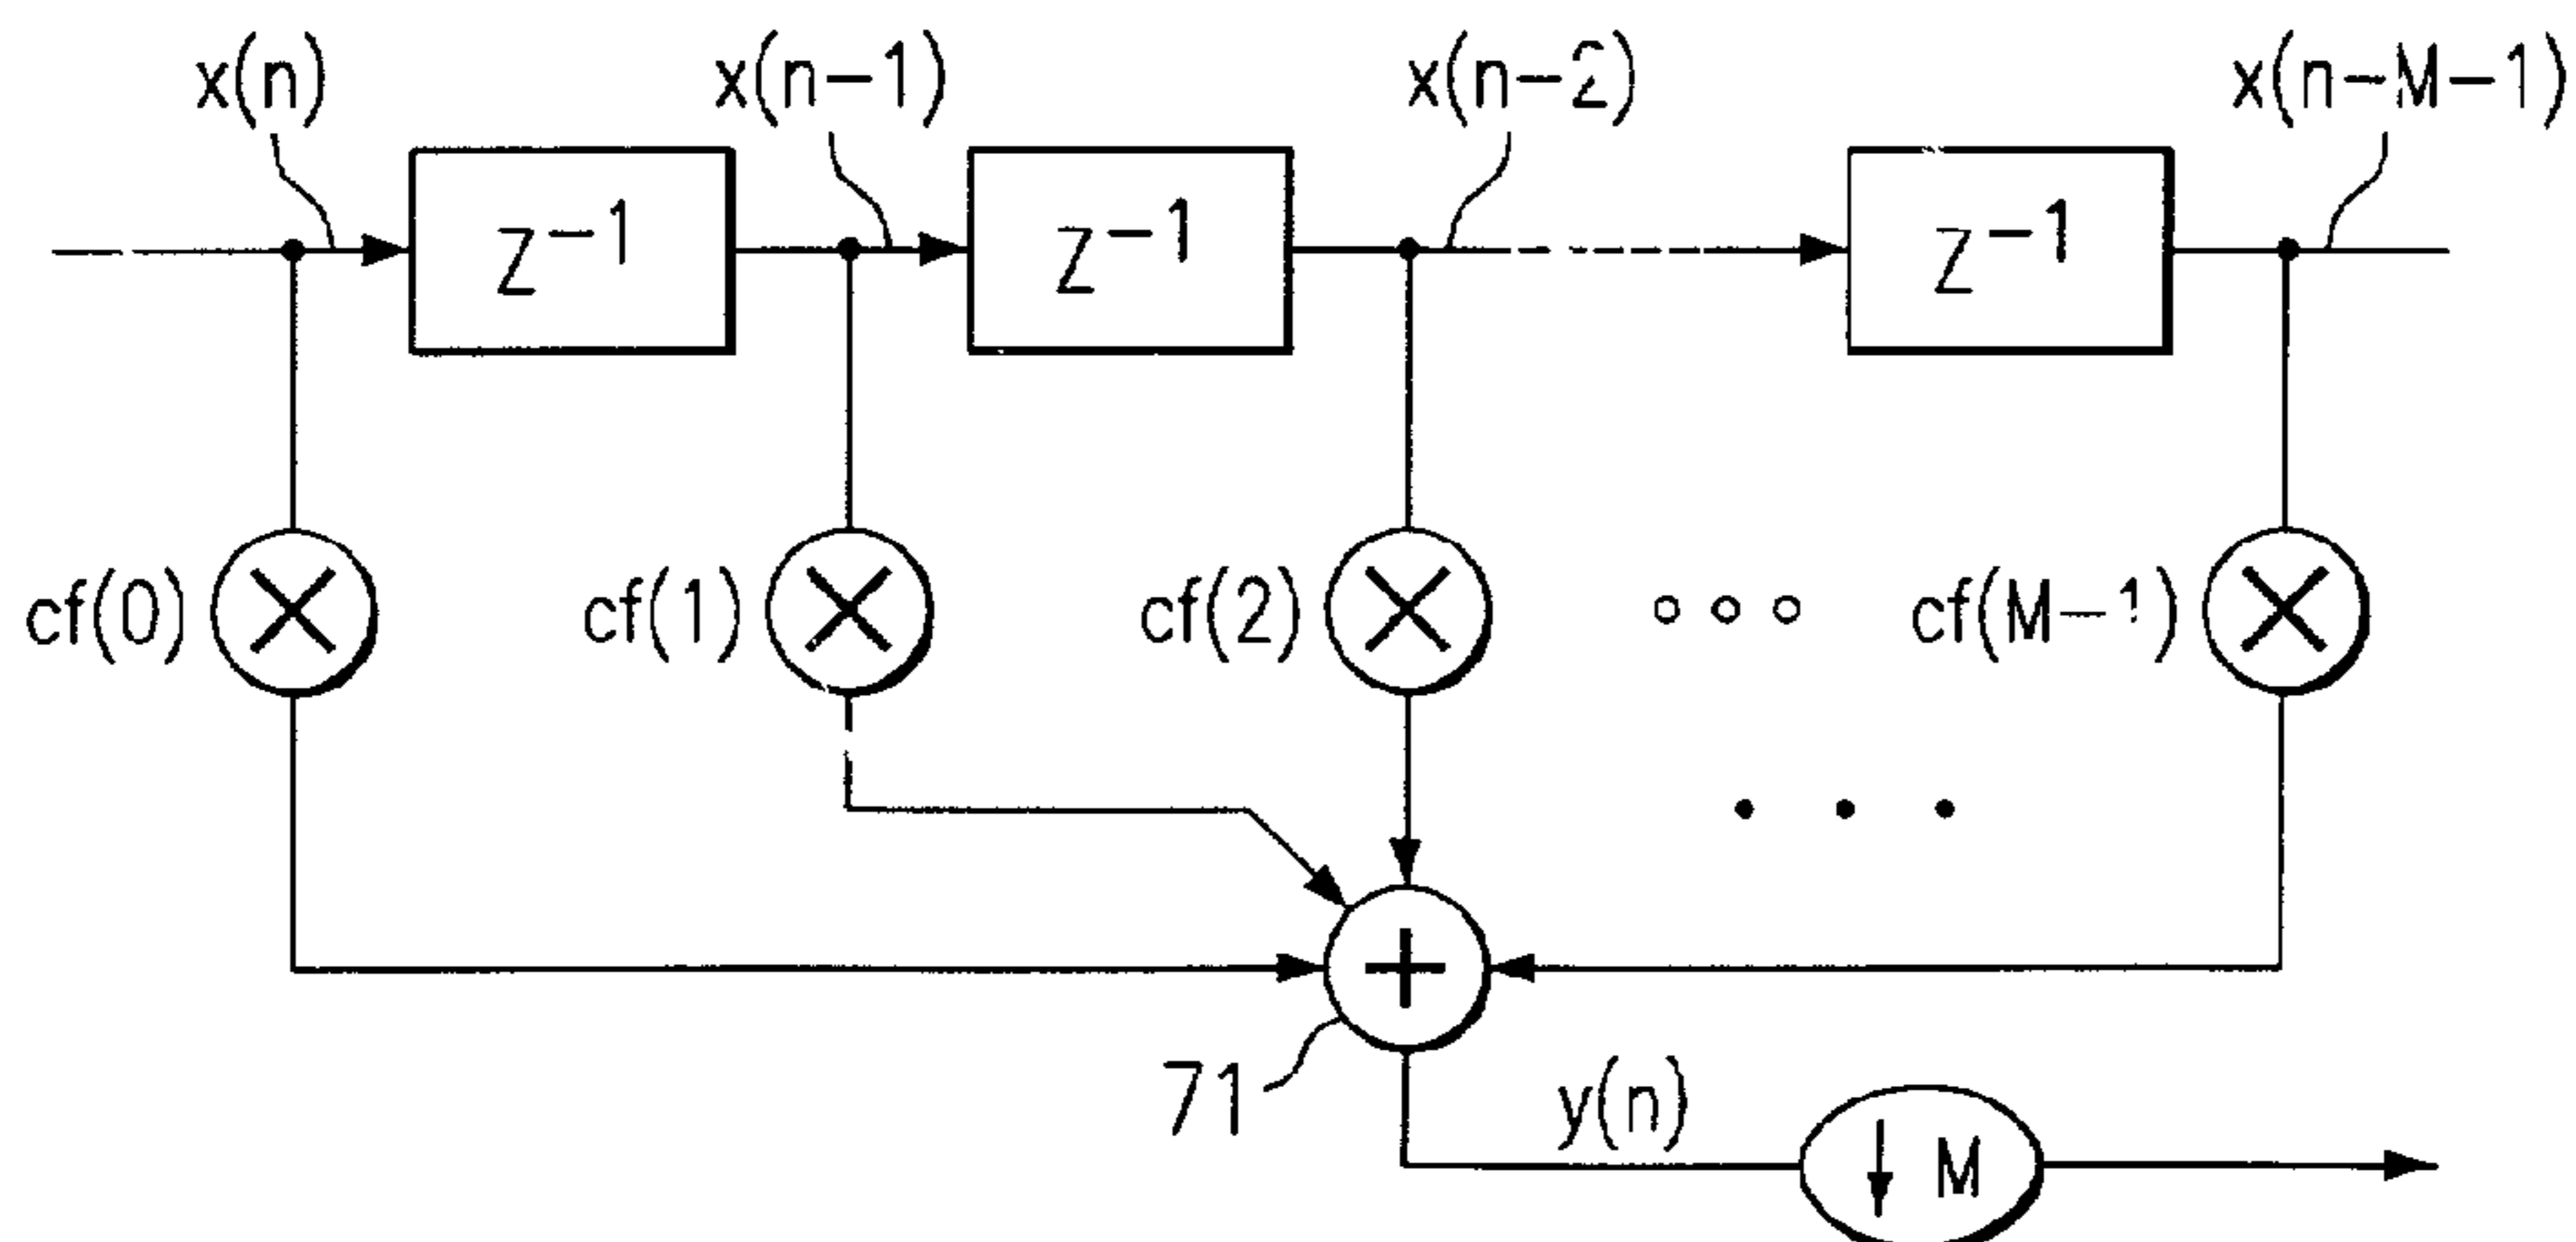 x(n) x(n-1) x(n-2) x(n-M-1)
Z⁻¹ Z⁻¹ Z⁻¹
cf(0) cf(1) cf(2) cf(M-1)
71
y(n)
M